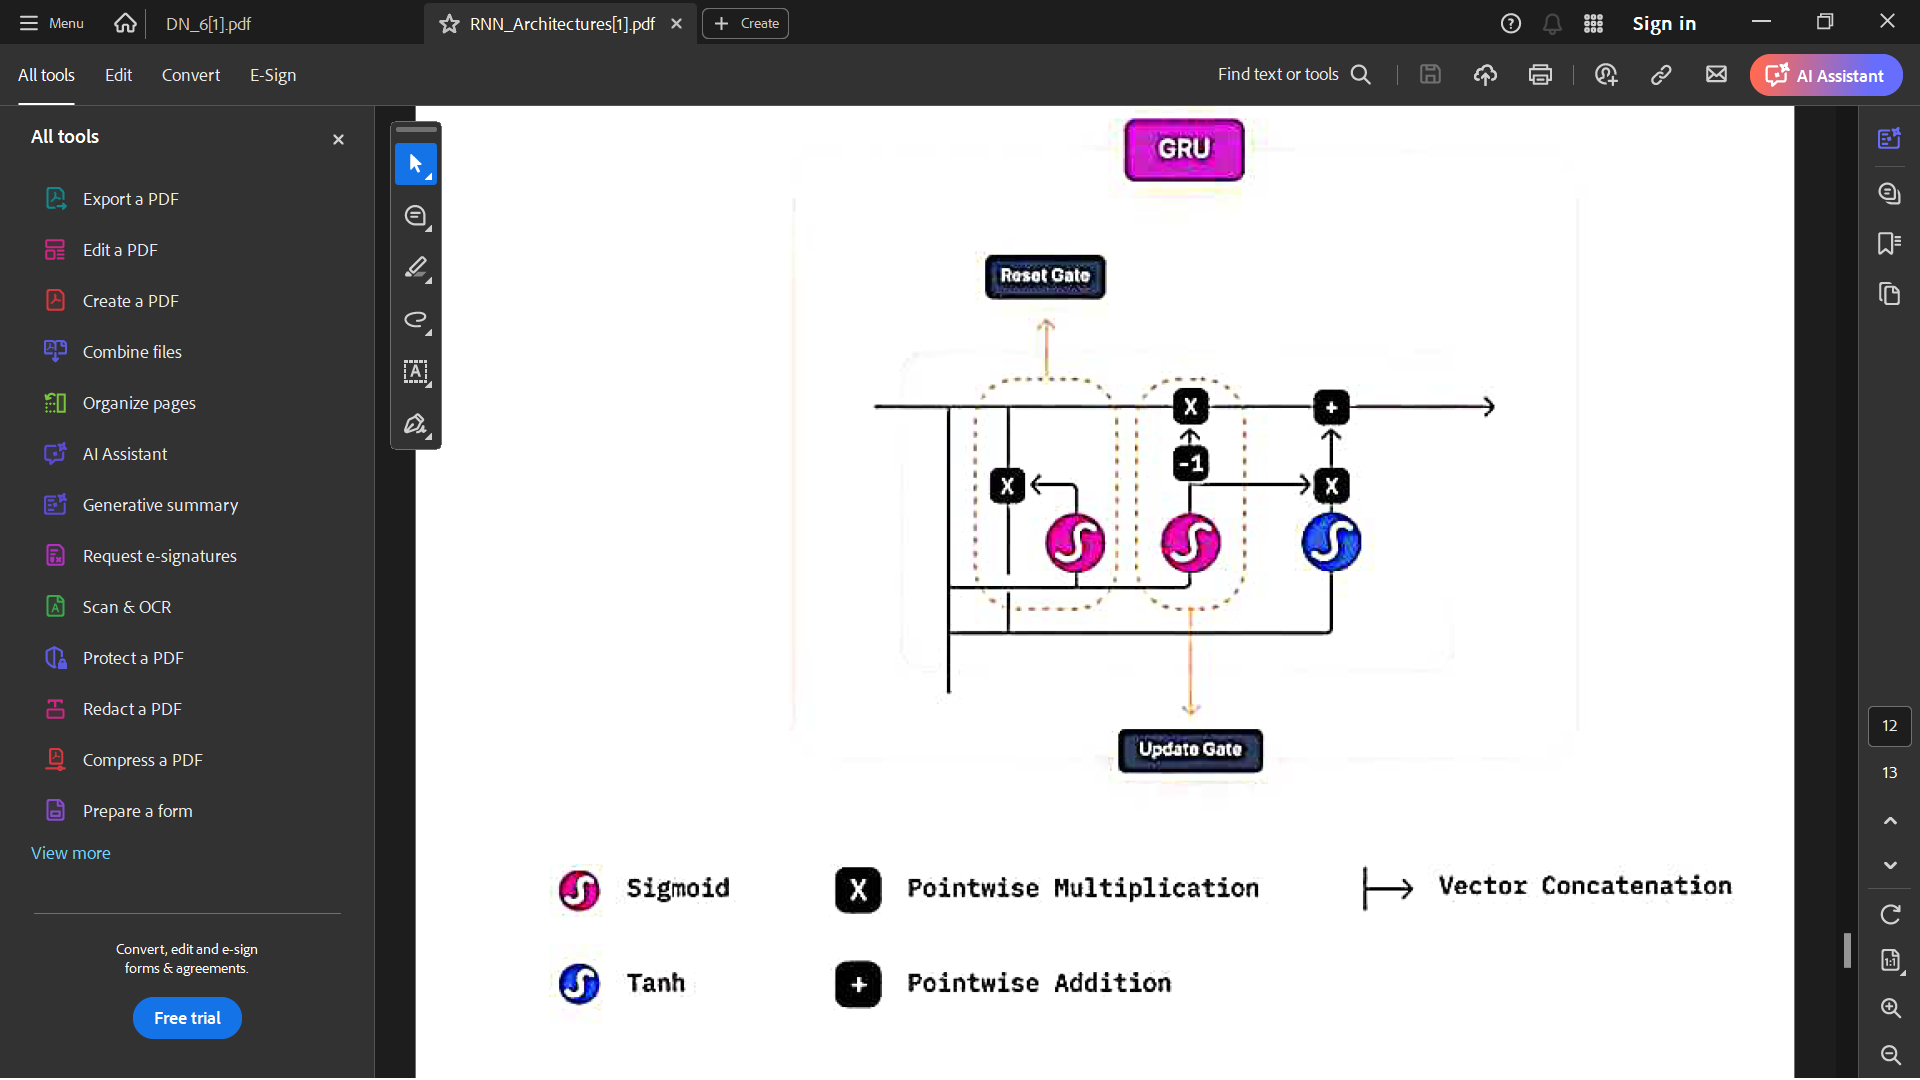 Menu
DN_6[1].pdf
RNN_Architectures[1].pdf
Create
Sign in
All tools
Edit
Convert
E-Sign
Find text or tools
AI Assistant
All tools
Export a PDF
Edit a PDF
Create a PDF
Combine files
Organize pages
AI Assistant
Generative summary
Request e-signatures
Scan & OCR
Protect a PDF
Redact a PDF
Compress a PDF
Prepare a form
View more
Convert, edit and e-sign
forms & agreements.
Free trial
GRU
Reset Gate
X
+
-1
X
X
Update Gate
Sigmoid
X
Pointwise Multiplication
Vector Concatenation
Tanh
+
Pointwise Addition
12
13
1:1